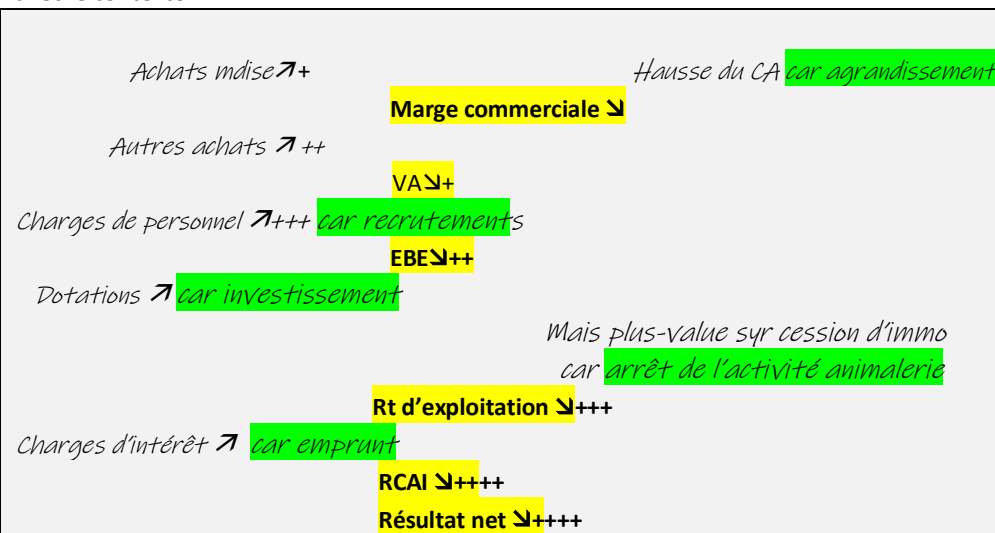 Achats mdise↗+ Hausse du CA car agrandissement
Marge commerciale ↘
Autres achats ↗ ++
VA↘+
Charges de personnel ↗+++ car recrutements
EBE↘++
Dotations ↗ car investissement
Mais plus-value syr cession d'immo
car arrêt de l'activité animalerie
Rt d'exploitation ↘+++
Charges d'intérêt ↗ car emprunt
RCAI ↘++++
Résultat net ↘++++